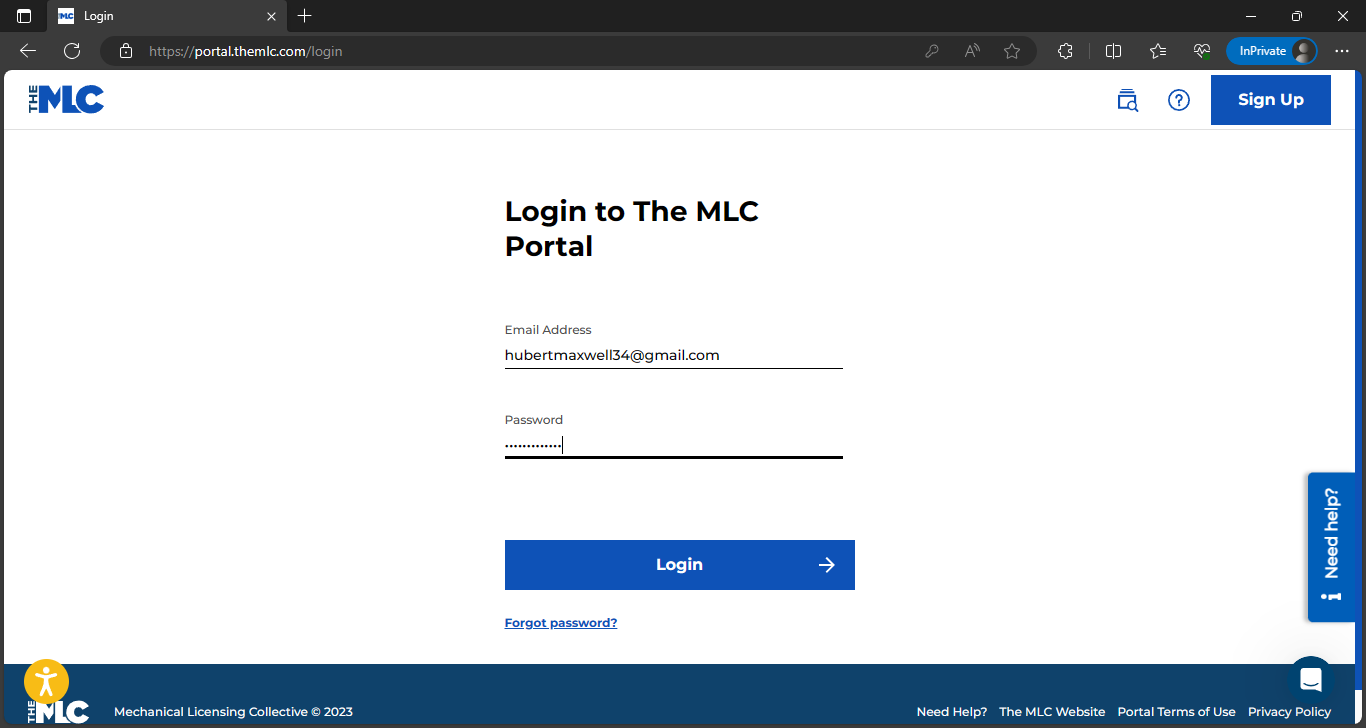 Login
https://portal.themlc.com/login
InPrivate
THE MLC
Sign Up
Login to The MLC
Portal
Email Address
hubertmaxwell34@gmail.com
Password
•••••••••••••
Login
Forgot password?
Need help?
THE MLC
Mechanical Licensing Collective © 2023
Need Help?
The MLC Website
Portal Terms of Use
Privacy Policy